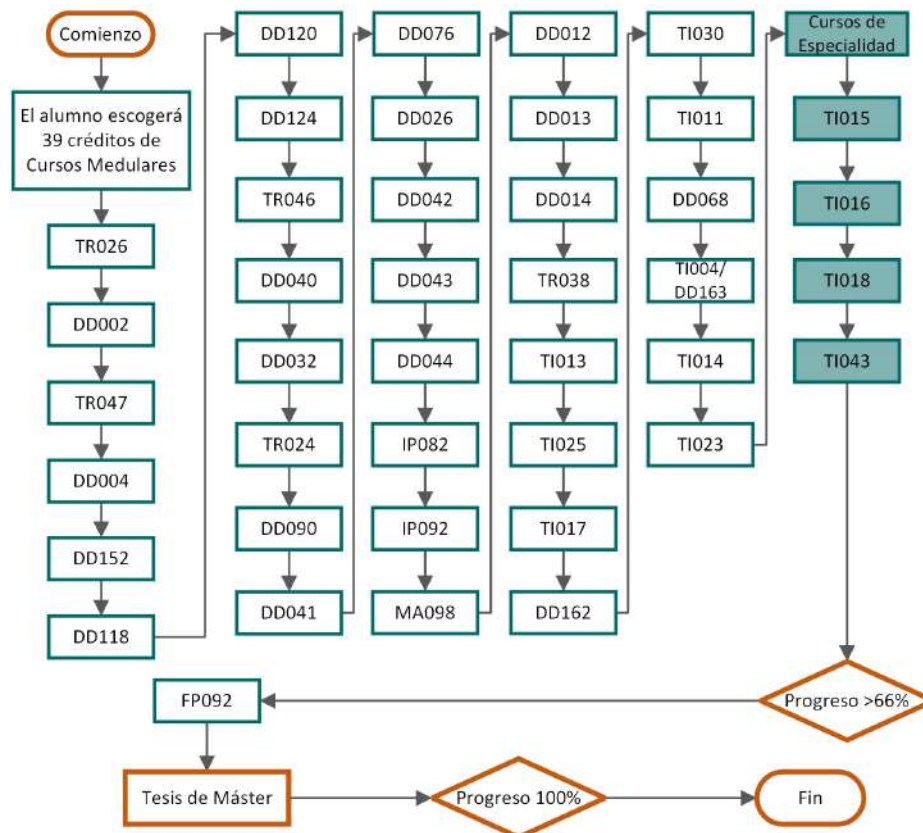 Comienzo
El alumno escogerá
39 créditos de
Cursos Medulares
TR026
DD002
TR047
DD004
DD152
DD118
DD120
DD124
TR046
DD040
DD032
TR024
DD090
DD041
DD076
DD026
DD042
DD043
DD044
IP082
IP092
MA098
DD012
DD013
DD014
TR038
TI013
TI025
TI017
DD162
TI030
TI011
DD068
TI004/
DD163
TI014
TI023
Cursos de
Especialidad
TI015
TI016
TI018
TI043
Progreso >66%
FP092
Tesis de Máster
Progreso 100%
Fin